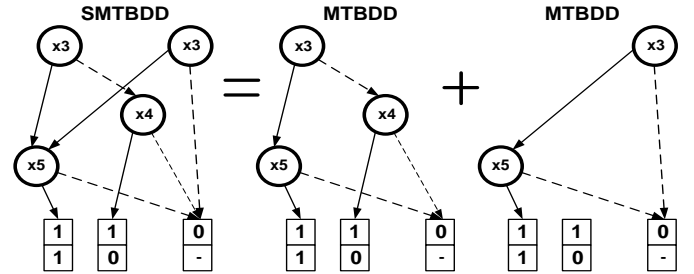 SMTBDD MTBDD MTBDD
x3 x3 = x3 + x3
x4 x4
x5 x5 x5
1 1 0 1 1 0 1 1 0
1 0 - 1 0 - 1 0 -